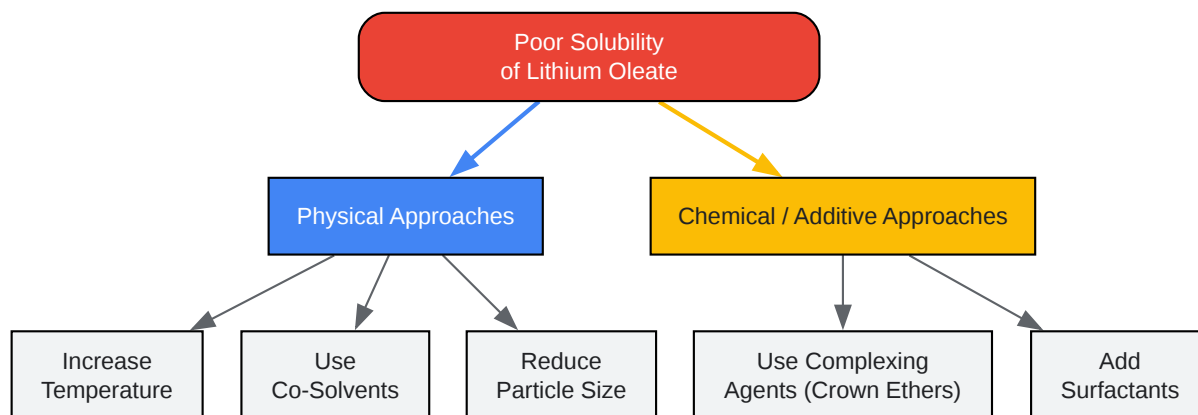 Poor Solubility
of Lithium Oleate
Physical Approaches
Chemical / Additive Approaches
Increase
Temperature
Use
Co-Solvents
Reduce
Particle Size
Use Complexing
Agents (Crown Ethers)
Add
Surfactants